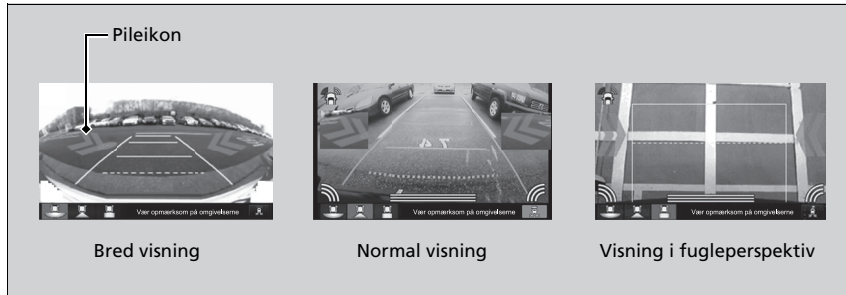 Pileikon
Vær opmærksom på omgivelserne
Vær opmærksom på omgivelserne
Vær opmærksom på omgivelserne
Bred visning
Normal visning
Visning i fugleperspektiv